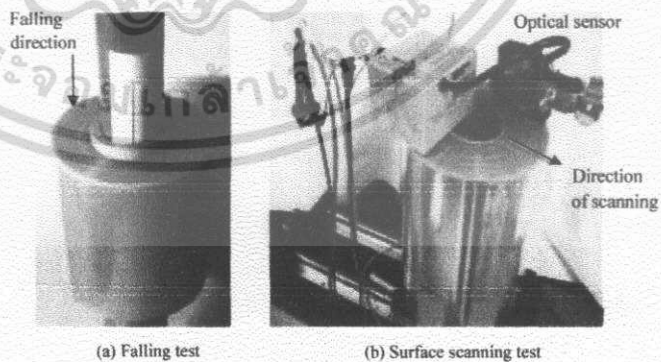 Falling
direction
Optical sensor
Direction
of scanning
(a) Falling test
(b) Surface scanning test